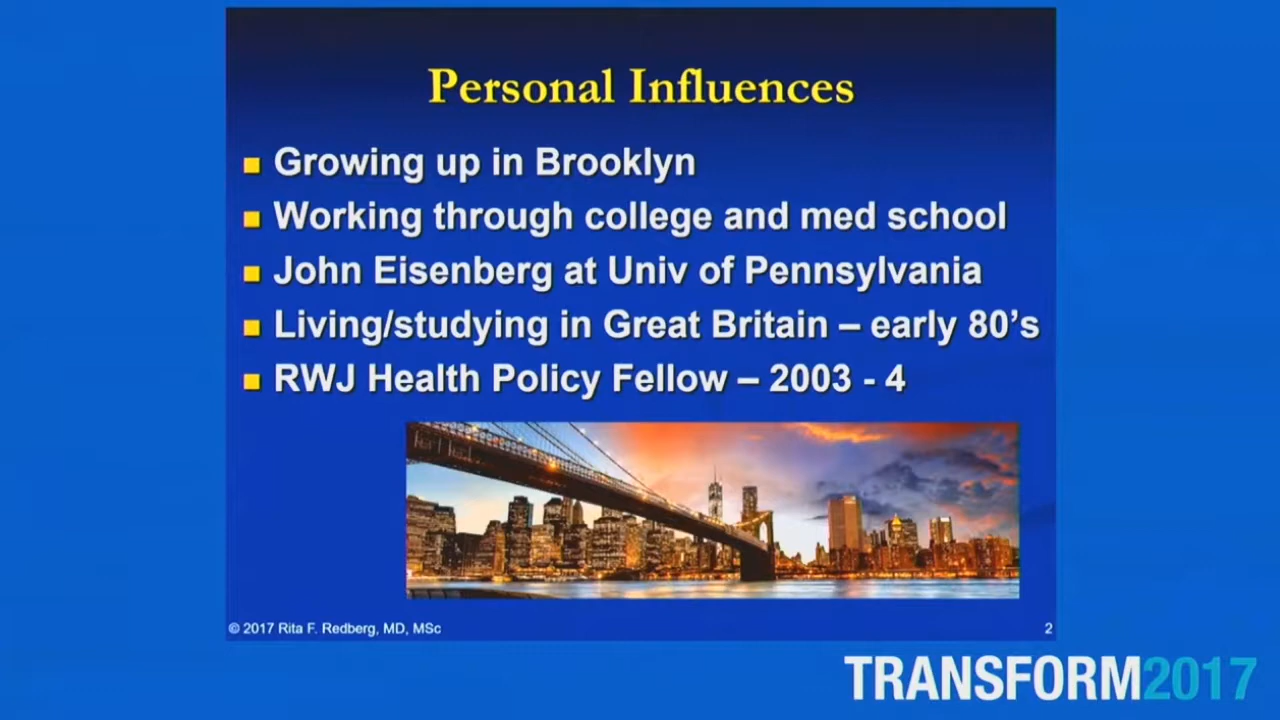 Personal Influences
Growing up in Brooklyn
Working through college and med school
John Eisenberg at Univ of Pennsylvania
Living/studying in Great Britain – early 80’s
RWJ Health Policy Fellow – 2003 - 4
© 2017 Rita F. Redberg, MD, MSc
2
TRANSFORM2017